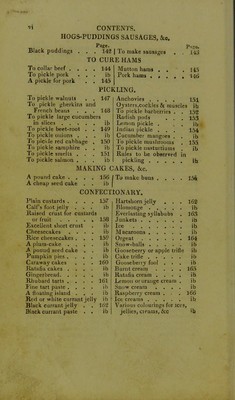 vi CONTENTS.
HOGS-PUDDINGS SAUSAGES, &c,
Page.
Black puddings . . 142
To make sausages . 143
TO CURE HAMS
To collar beef . . . 144
To pickle pork . . ib
A pickle for pork . . 145
Mutton hams . . . 145
Pork hams . . . . 146
PICKLING.
To pickle walnuts . . 147
To pickle gherkins and
French beans . . 148
To pickle large cucumbers
in slices . . . ib
To pickle beet-root . . 149
To pickle onions . . ib
To pickle red cabbage . 150
To pickle samphire . ib
To pickle smelts . . 151
To pickle salmon . . ib
Anchovies . . . . 151
Oysters, cockles & muscles ib
To pickle barberries . 152
Radish pods . . . 153
Lemon pickle . . . ib
Indian pickle . . . 154
Cucumber mangoes . ib
To pickle mushrooms . 155
To pickle nasturtiums . ib
Rules to be observed in
pickling . . . . ib
MAKING CAKES, &c.
A pound cake . . . 156
A cheap seed cake . . ib
To make buns . . . 156
CONFECTIONARY.
Plain custards . . . 157
Calf's foot jelly . . ib
Raised crust for custards
or fruit . . . . 158
Excellent short crust . ib
Cheesecakes . . . ib
Rice cheesecakes . . 159
A plum-cake . . . ib
A pound seed cake . . ib
Pumpkin pies . . . ib
Caraway cakes . . . 160
Ratafia cakes . . . ib
Gingerbread . . . ib
Rhubarb tarts . . . 161
Fine tart paste . . . ib
A floating island . . ib
Red or white currant jelly ib
Black currant jelly . . 162
Black currant paste . . ib
Hartshorn jelly . . 162
Blomonge . . . . ib
Everlasting syllabubs . 163
Junkets . . . . ib
Ice . . . . . ib
Macaroons . . . . ib
Orgeat . . . . 164
Snow-balls . . . . ib
Gooseberry or apple trifle ib
Cake trifle . . . . ib
Gooseberry fool . . ib
Burnt cream . . . 165
Ratafia cream . . . ib
Lemon or orange cream . ib
Snow cream . . . ib
Raspberry cream . . 166
Ice creams . . . . ib
Various colourings for ices,
jellies, creams, &c ib